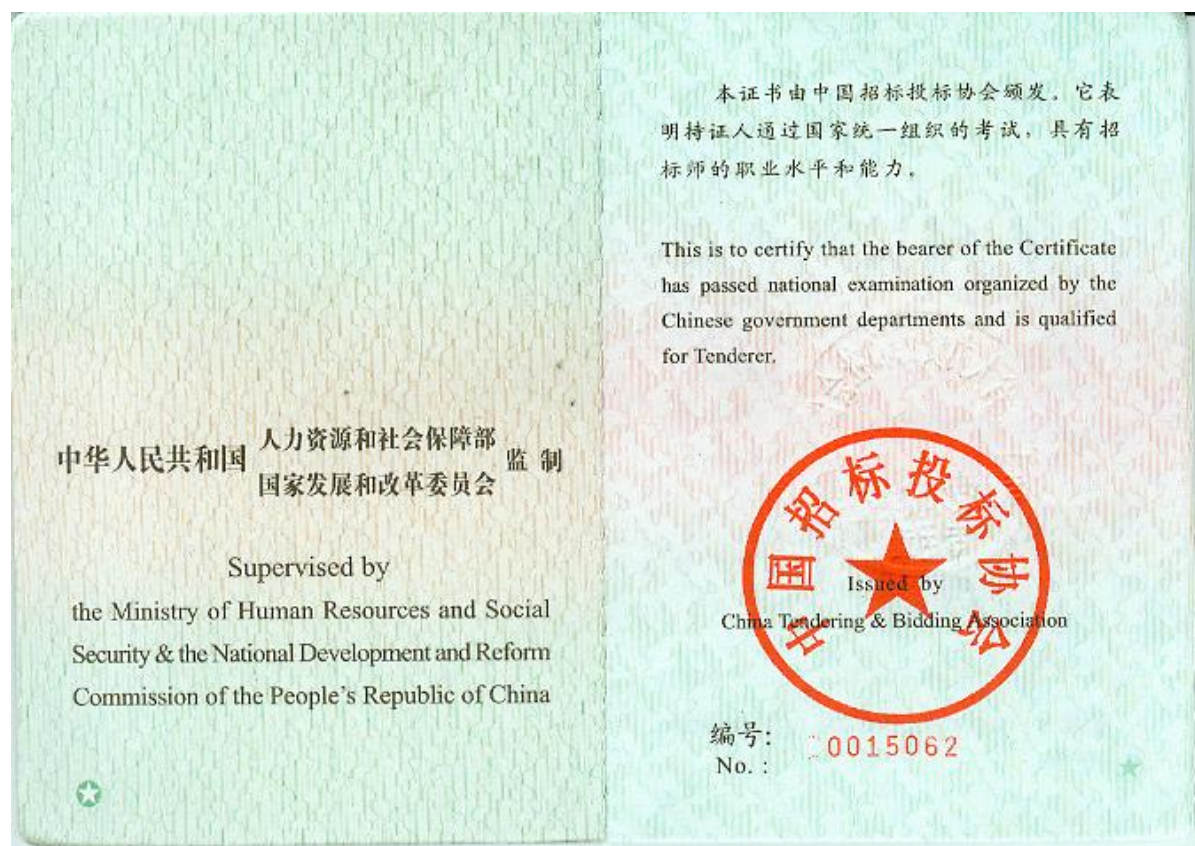 中华人民共和国 人力资源和社会保障部 监制
国家发展和改革委员会
Supervised by
the Ministry of Human Resources and Social
Security & the National Development and Reform
Commission of the People's Republic of China
本证书由中国招标投标协会颁发，它表
明持证人通过国家统一组织的考试，具有招
标师的职业水平和能力。
This is to certify that the bearer of the Certificate
has passed national examination organized by the
Chinese government departments and is qualified
for Tenderer.
中国招标投标协会
Issued by
China Tendering & Bidding Association
编号: 0015062
No. :